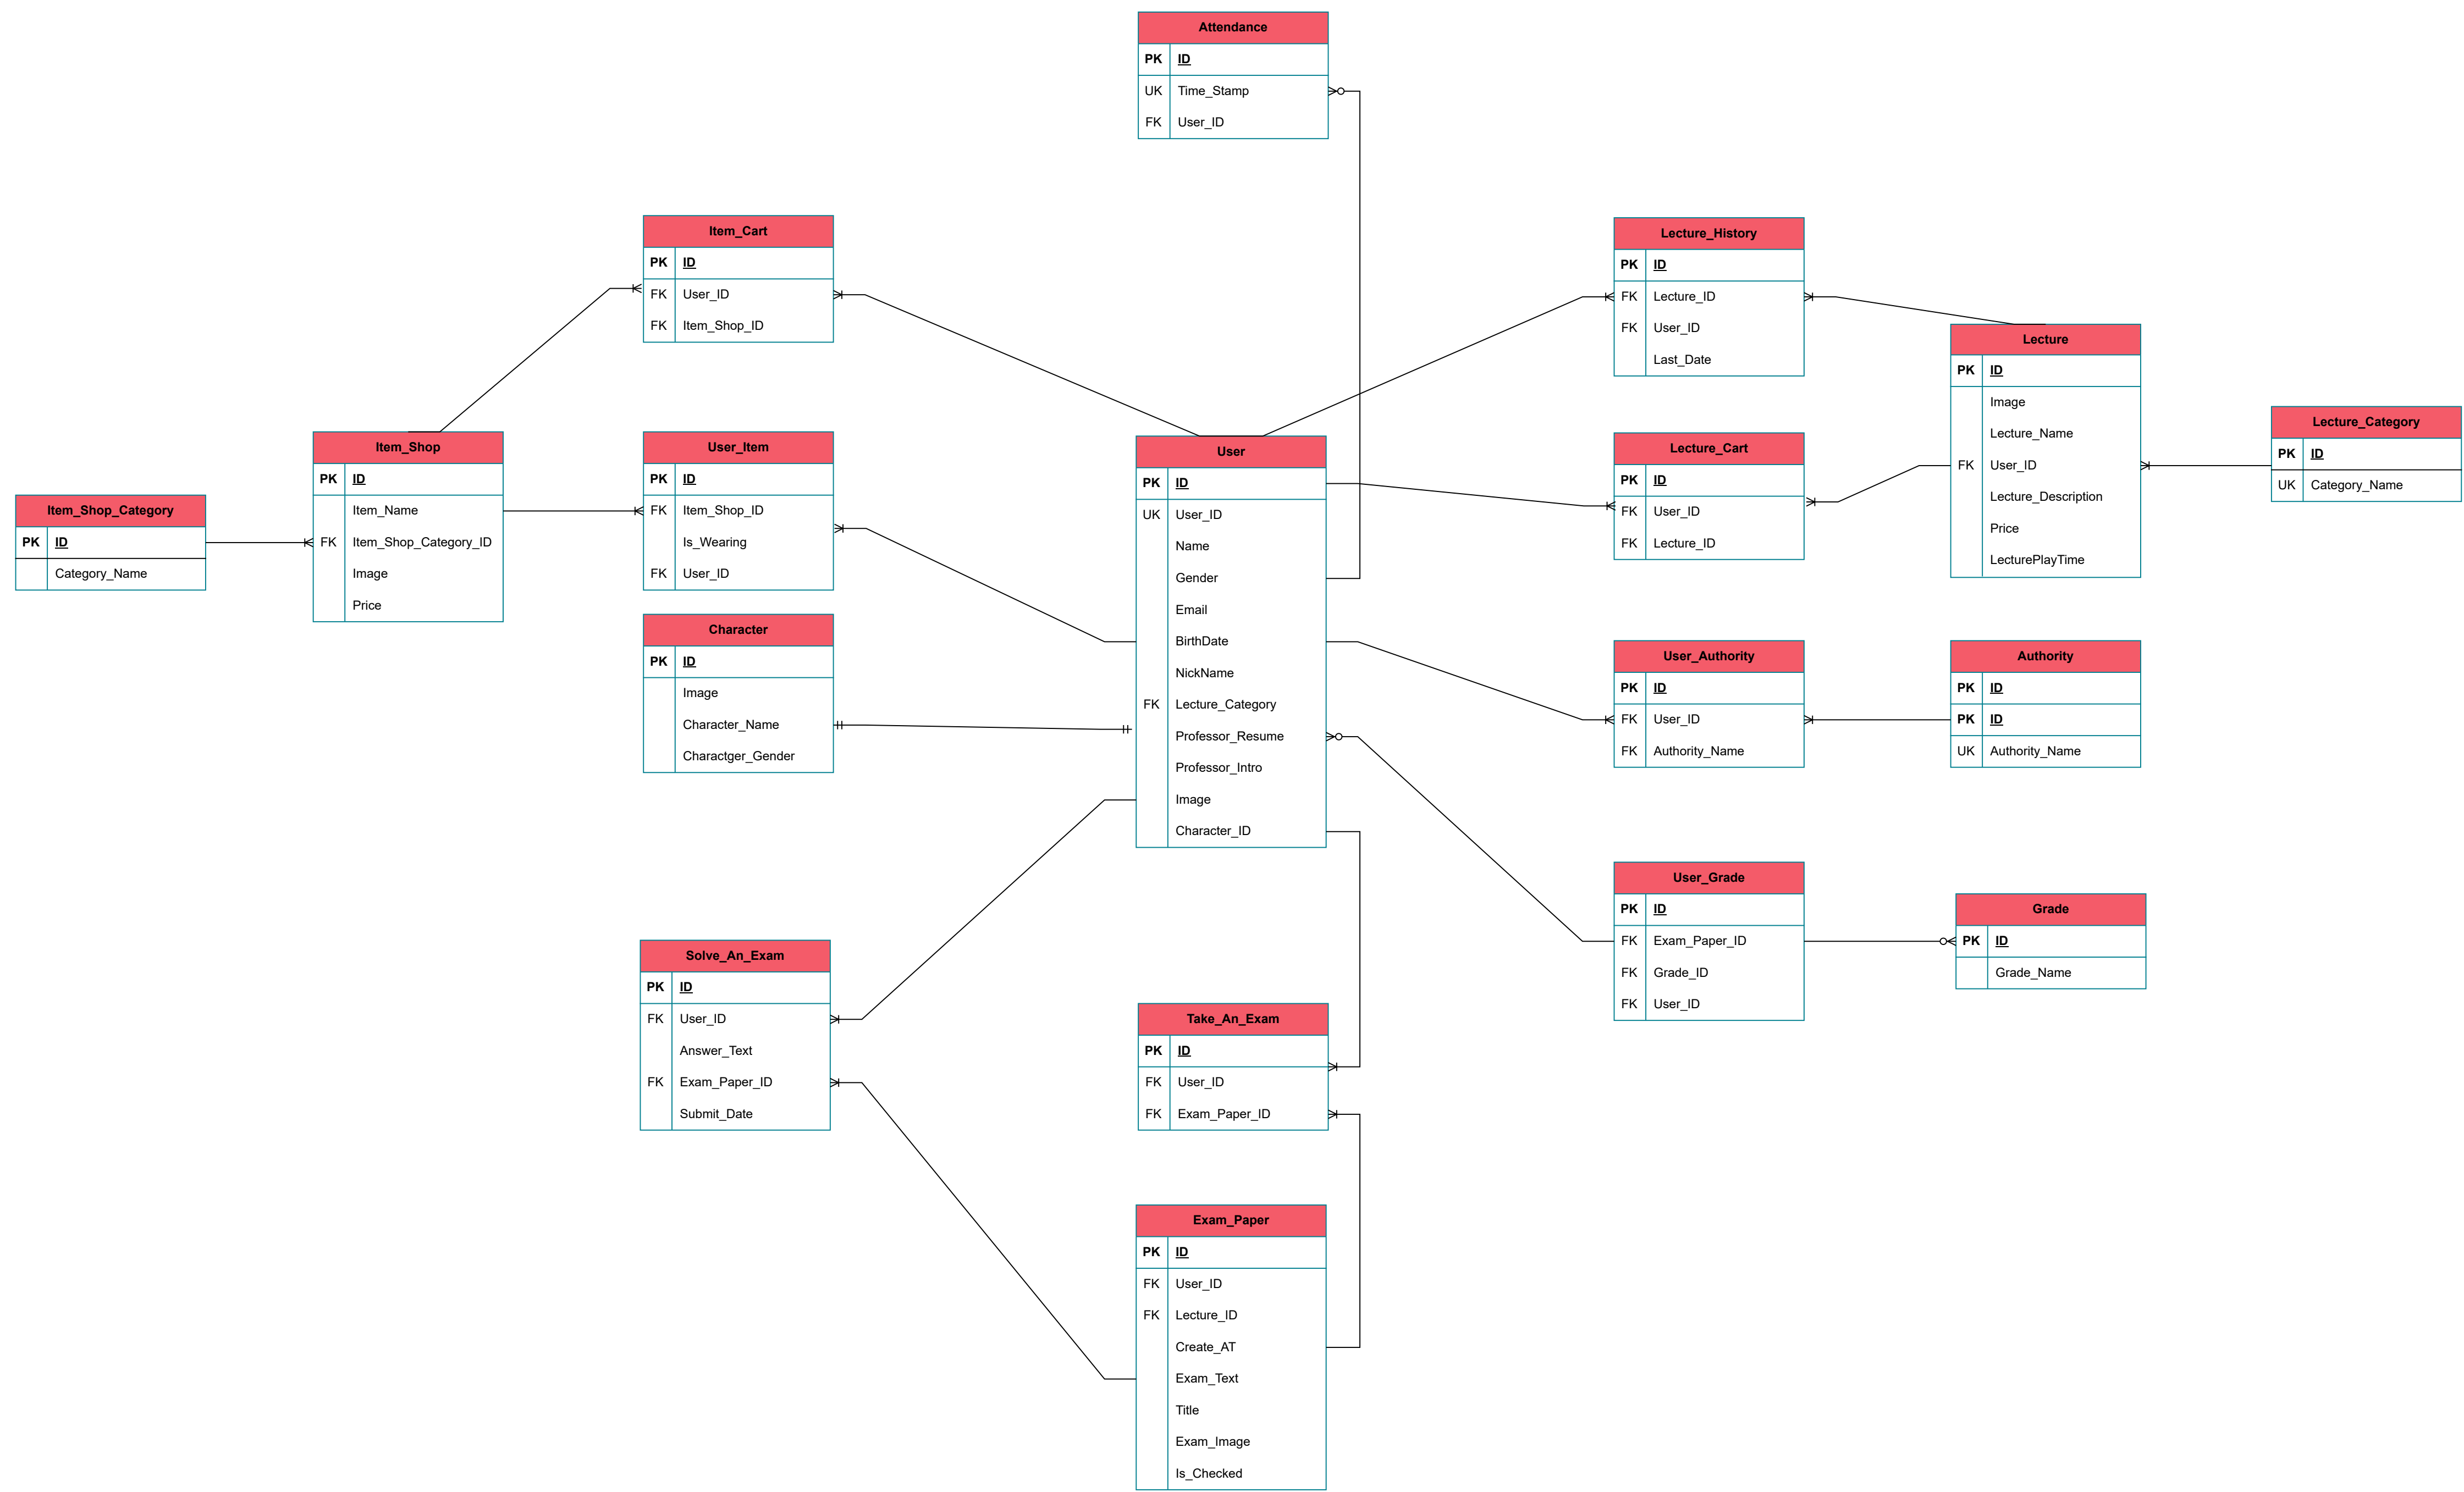 Attendance
PK ID
UK Time_Stamp
FK User_ID
Item_Cart
PK ID
FK User_ID
FK Item_Shop_ID
Lecture_History
PK ID
FK Lecture_ID
FK User_ID
Last_Date
Lecture
PK ID
Image
Lecture_Name
FK User_ID
Lecture_Description
Price
LecturePlayTime
Lecture_Category
PK ID
UK Category_Name
Item_Shop_Category
PK ID
Category_Name
Item_Shop
PK ID
Item_Name
FK Item_Shop_Category_ID
Image
Price
User_Item
PK ID
FK Item_Shop_ID
Is_Wearing
FK User_ID
User
PK ID
UK User_ID
Name
Gender
Email
BirthDate
NickName
FK Lecture_Category
Professor_Resume
Professor_Intro
Image
Character_ID
Lecture_Cart
PK ID
FK User_ID
FK Lecture_ID
Character
PK ID
Image
Character_Name
Charactger_Gender
User_Authority
PK ID
FK User_ID
FK Authority_Name
Authority
PK ID
PK ID
UK Authority_Name
User_Grade
PK ID
FK Exam_Paper_ID
FK Grade_ID
FK User_ID
Grade
PK ID
Grade_Name
Solve_An_Exam
PK ID
FK User_ID
Answer_Text
FK Exam_Paper_ID
Submit_Date
Take_An_Exam
PK ID
FK User_ID
FK Exam_Paper_ID
Exam_Paper
PK ID
FK User_ID
FK Lecture_ID
Create_AT
Exam_Text
Title
Exam_Image
Is_Checked